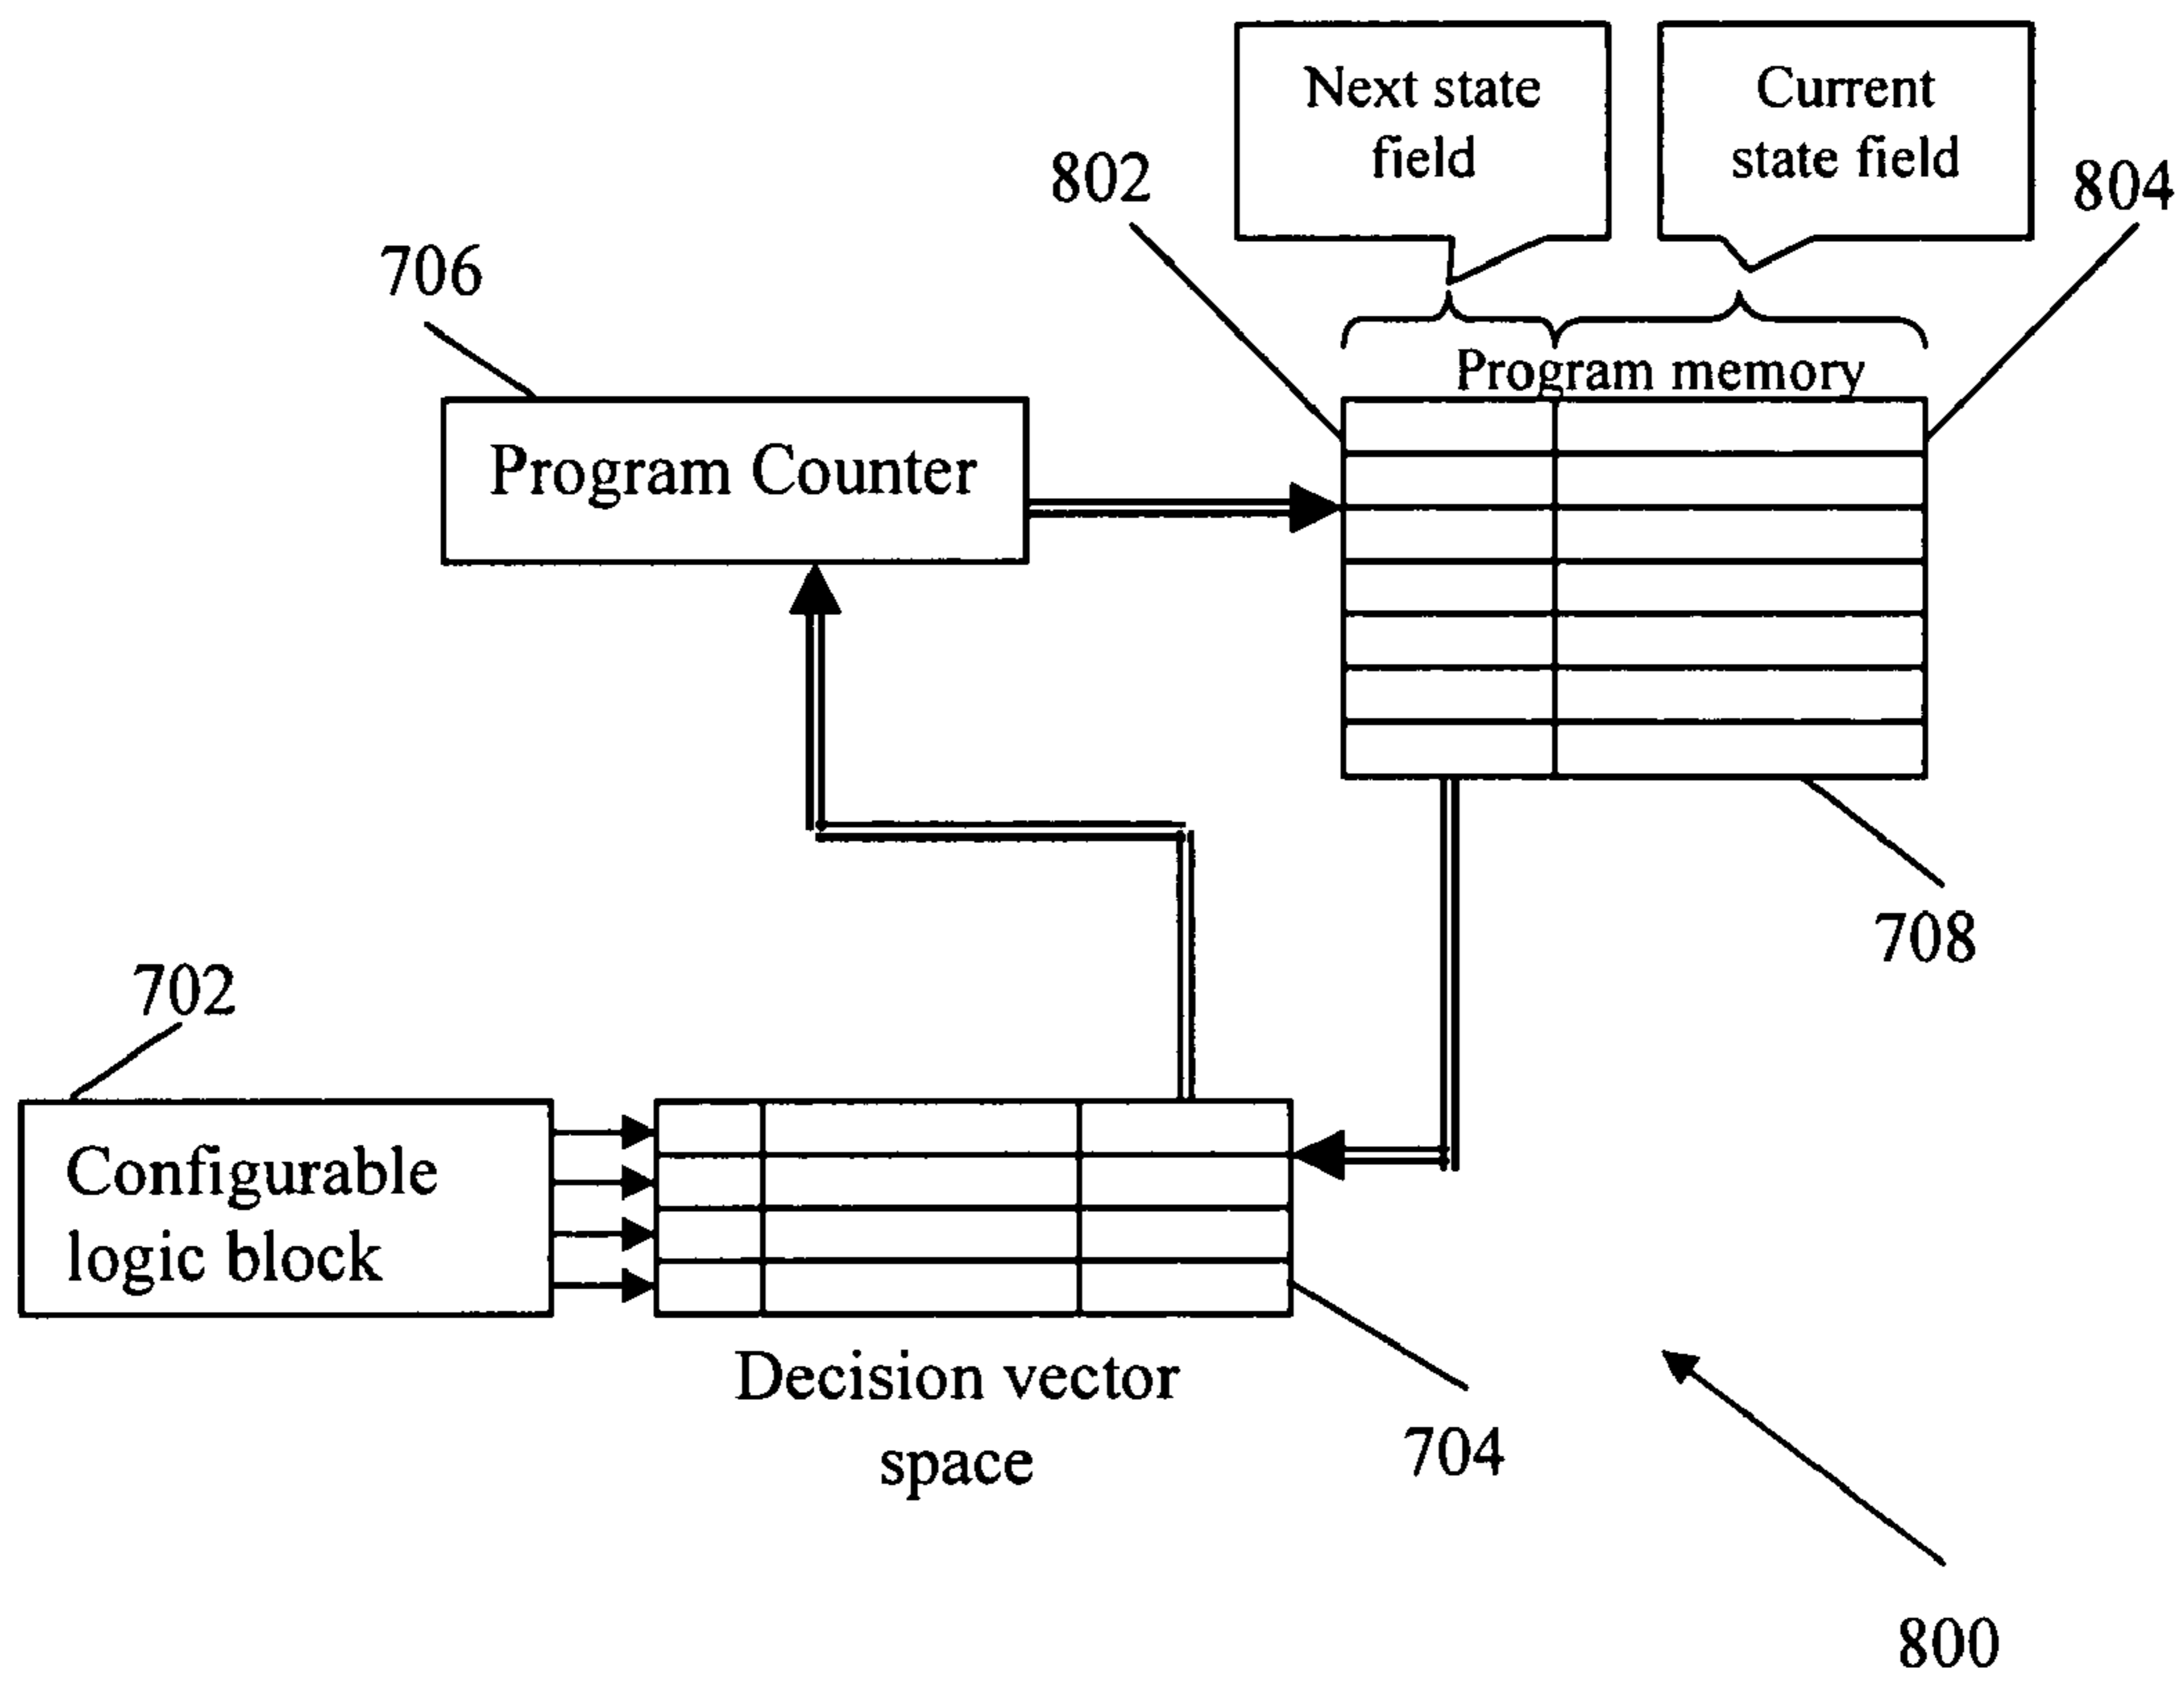 Next state
field
Current
state field
802
804
706
Program memory
Program Counter
708
702
Configurable
logic block
Decision vector
space
704
800